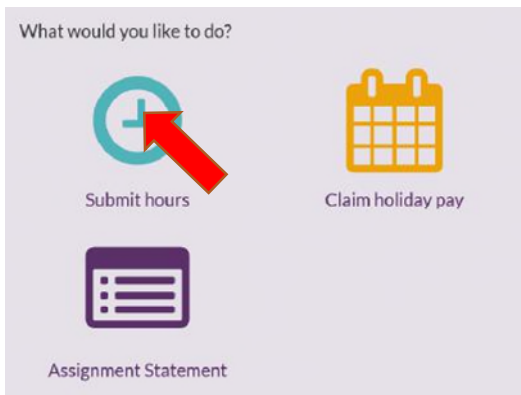 What would you like to do?
Submit hours
Claim holiday pay
Assignment Statement